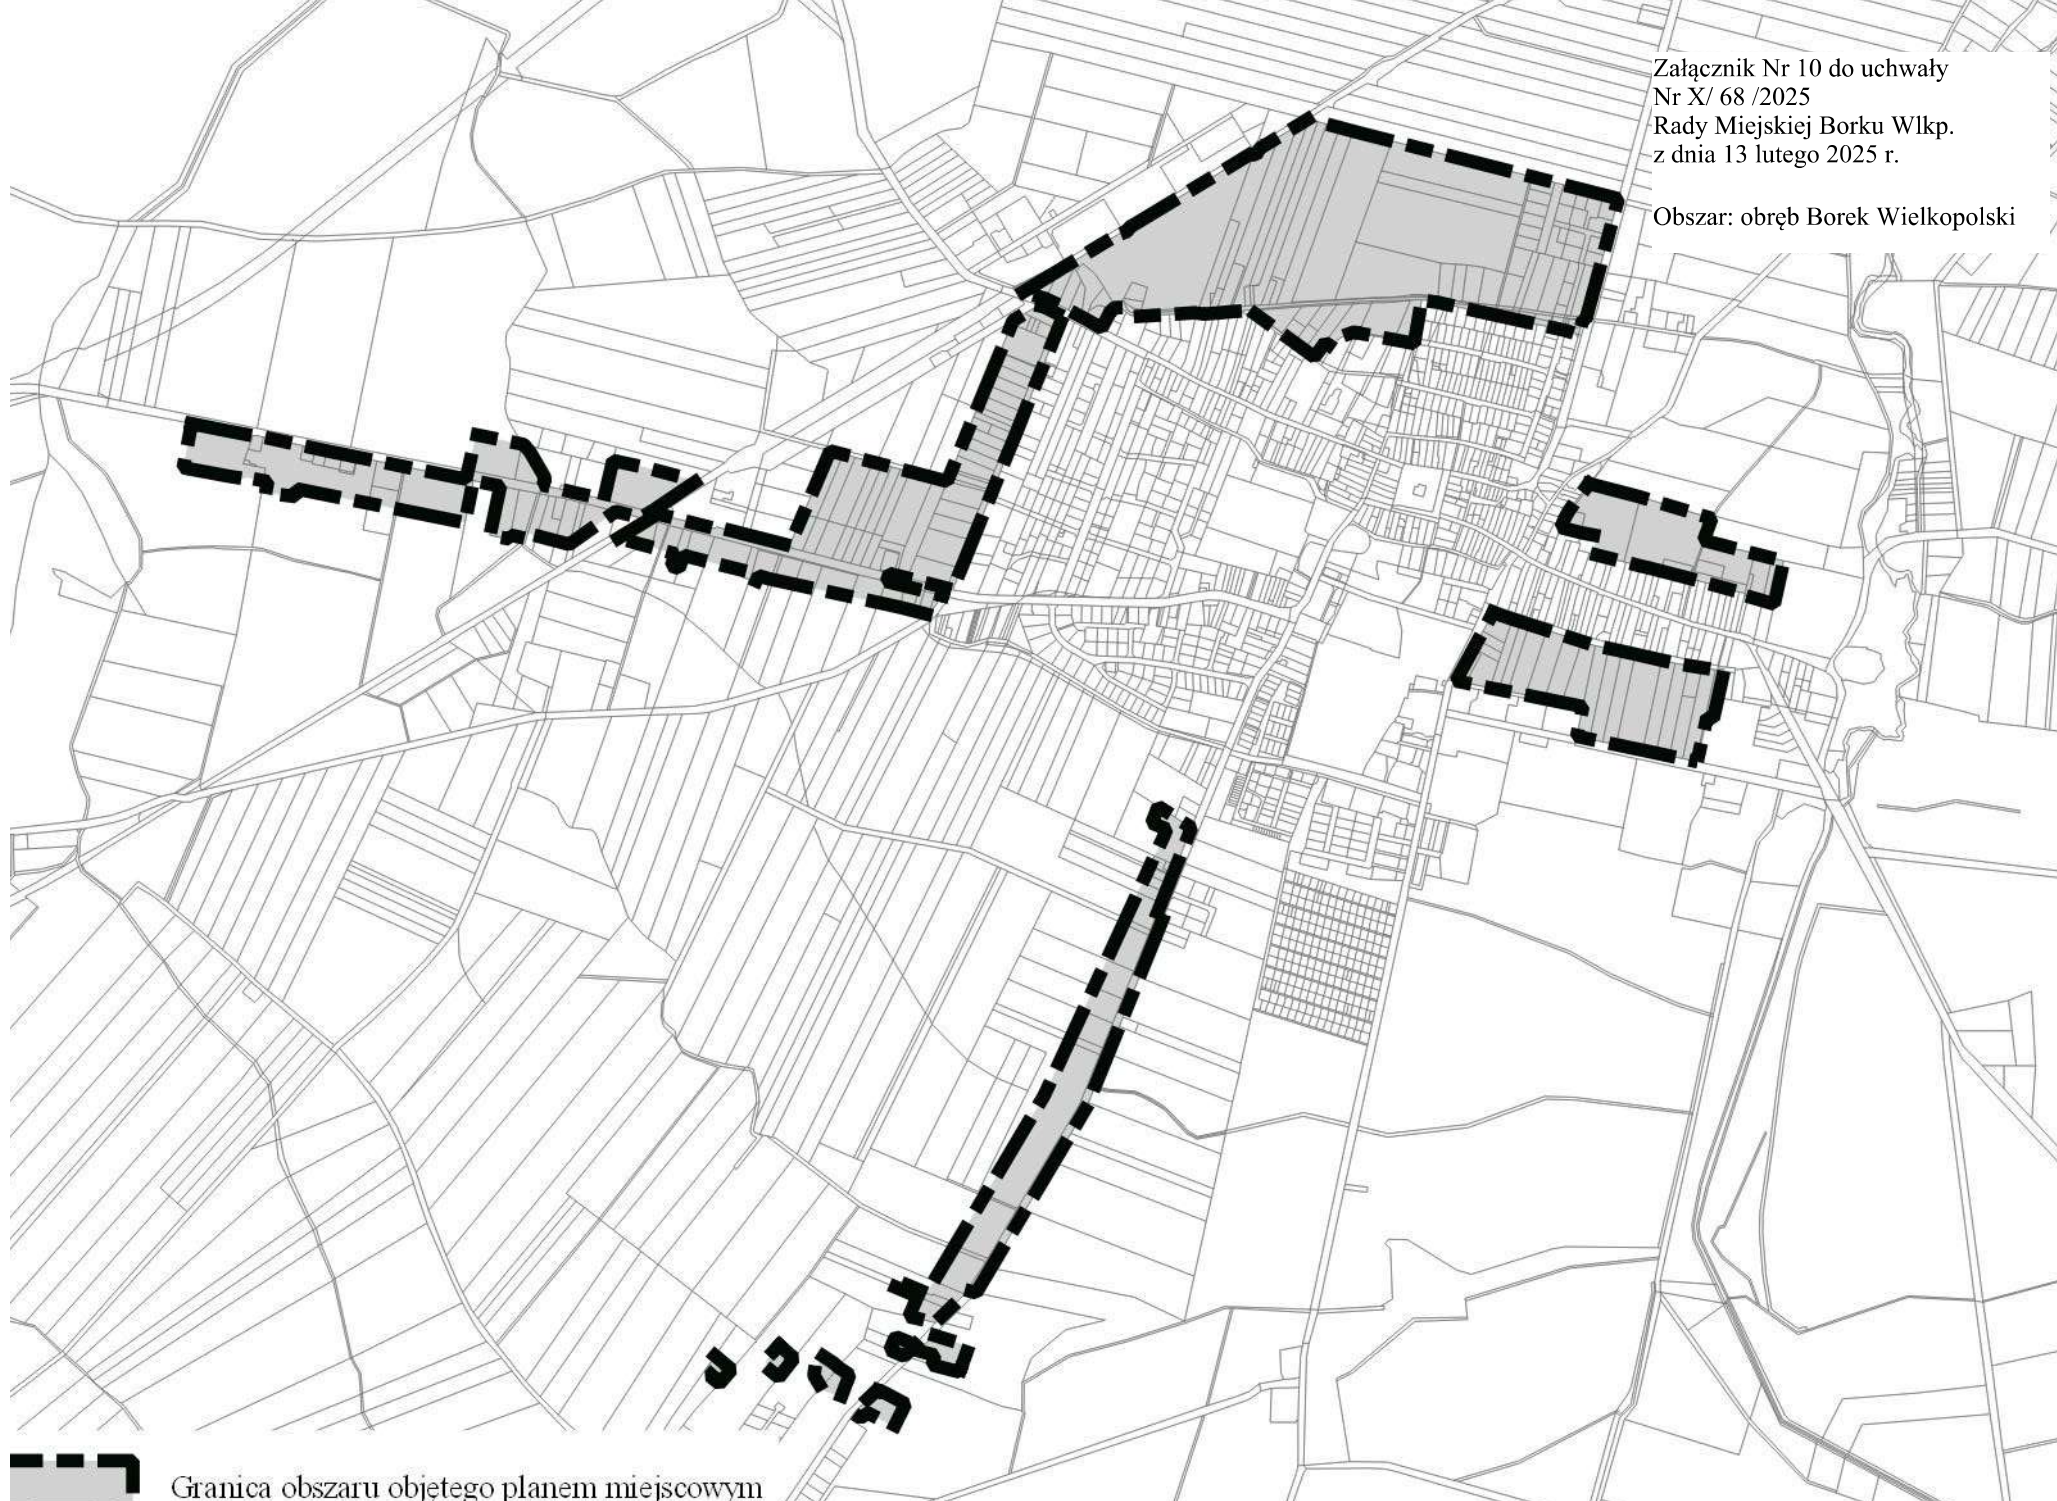 Załącznik Nr 10 do uchwały
Nr X/ 68 /2025
Rady Miejskiej Borku Wlkp.
z dnia 13 lutego 2025 r.
Obszar: obręb Borek Wielkopolski
Granica obszaru objętego planem miejscowym